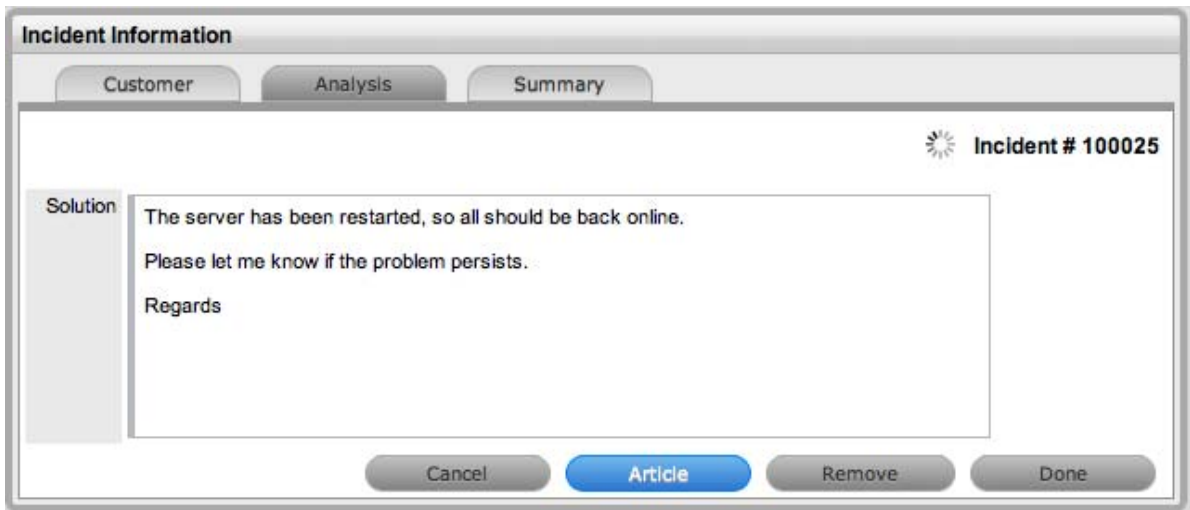 Incident Information
Customer Analysis Summary
Incident # 100025
Solution
The server has been restarted, so all should be back online.
Please let me know if the problem persists.
Regards
Cancel Article Remove Done